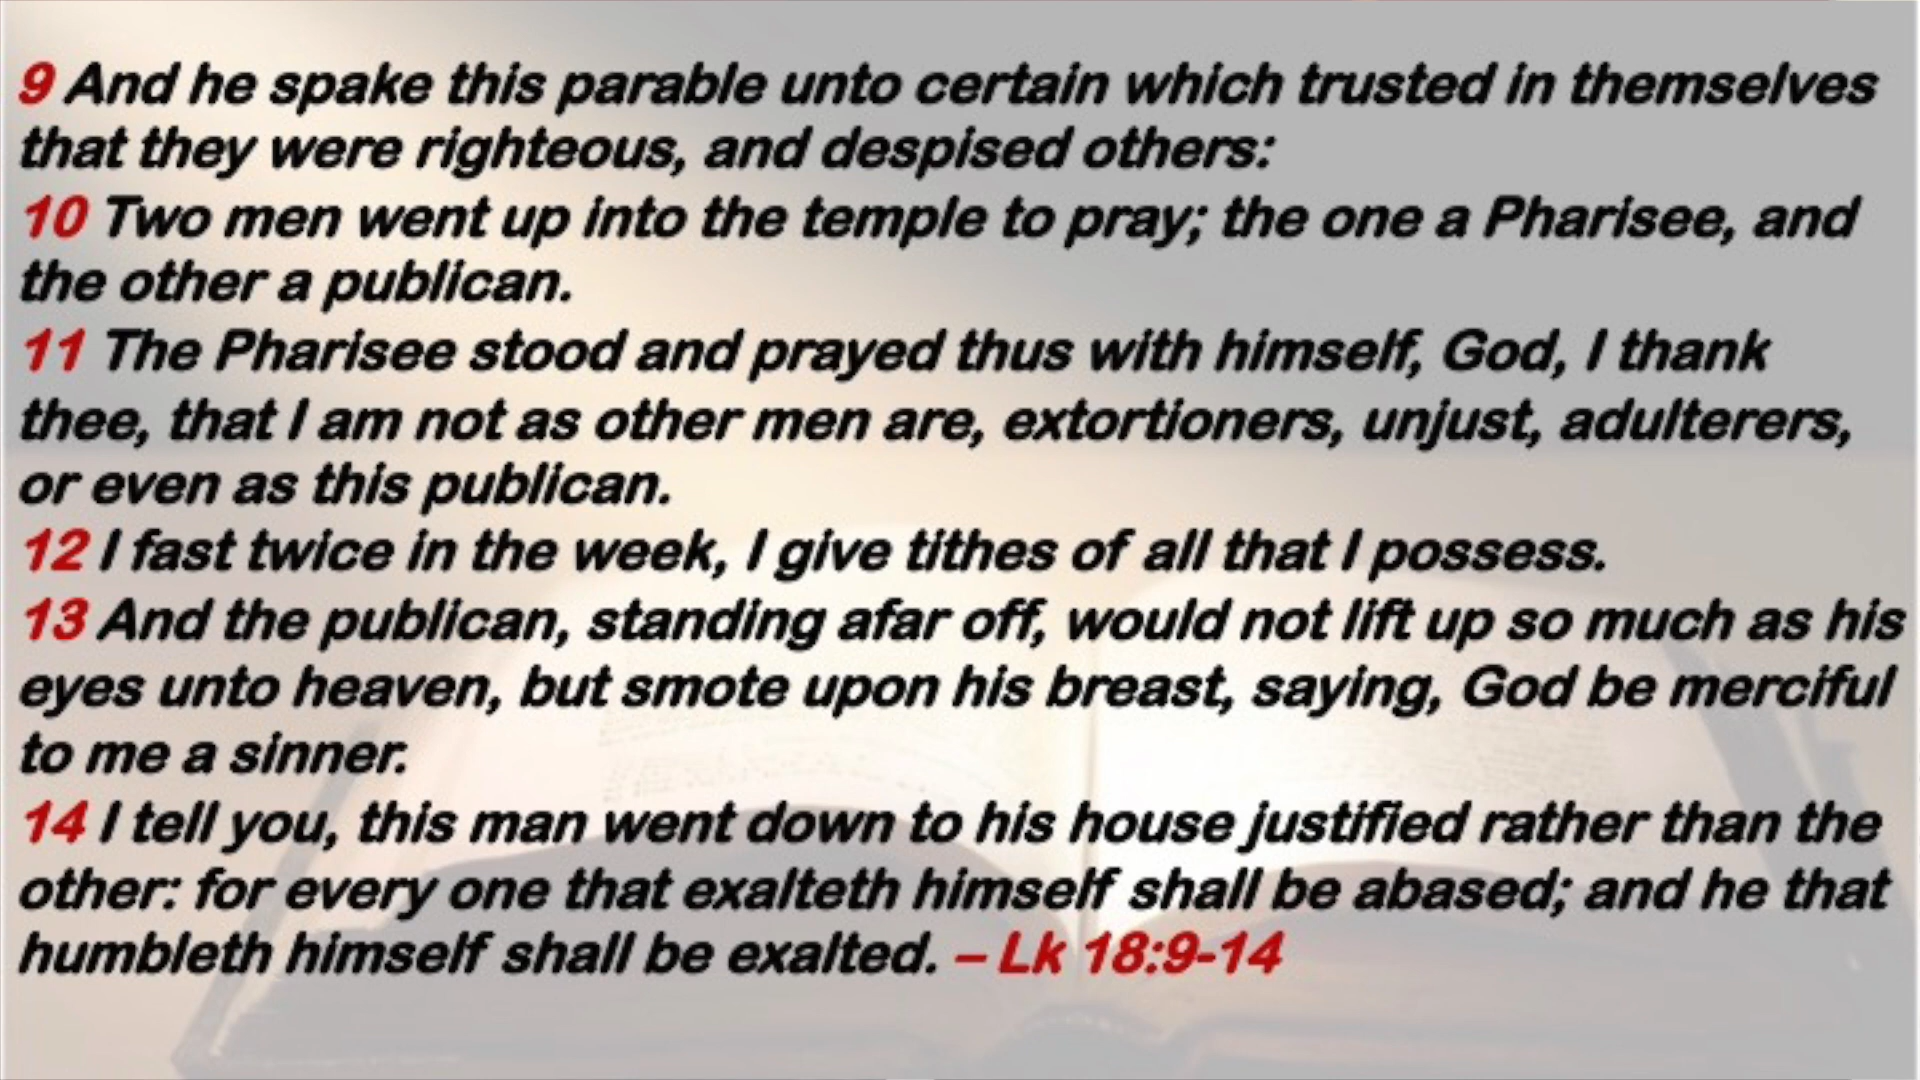 9 And he spake this parable unto certain which trusted in themselves
that they were righteous, and despised others:
10 Two men went up into the temple to pray; the one a Pharisee, and
the other a publican.
11 The Pharisee stood and prayed thus with himself, God, I thank
thee, that I am not as other men are, extortioners, unjust, adulterers,
or even as this publican.
12 I fast twice in the week, I give tithes of all that I possess.
13 And the publican, standing afar off, would not lift up so much as his
eyes unto heaven, but smote upon his breast, saying, God be merciful
to me a sinner.
14 I tell you, this man went down to his house justified rather than the
other: for every one that exalteth himself shall be abased; and he that
humbleth himself shall be exalted. – Lk 18:9-14